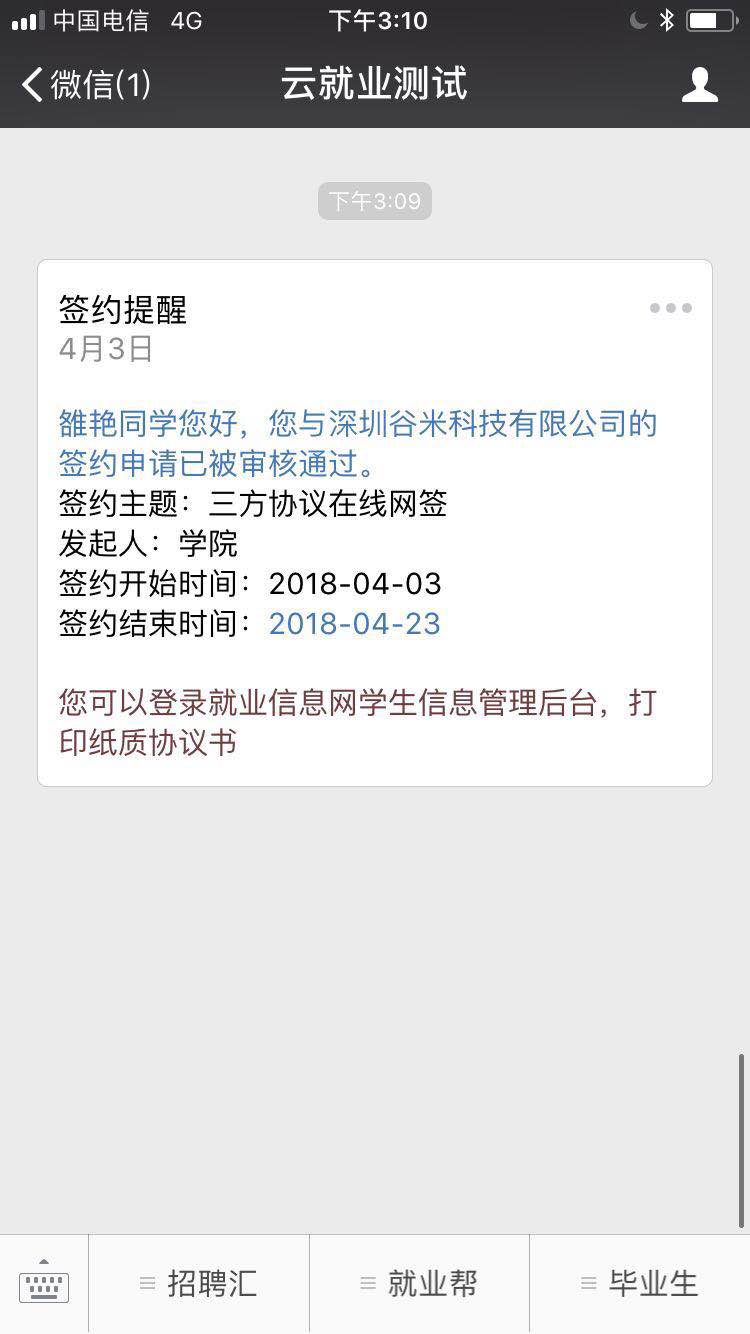 中国电信 4G 下午3:10
微信(1) 云就业测试
下午3:09
签约提醒
4月3日
雒艳同学您好，您与深圳谷米科技有限公司的
签约申请已被审核通过。
签约主题：三方协议在线网签
发起人：学院
签约开始时间：2018-04-03
签约结束时间：2018-04-23
您可以登录就业信息网学生信息管理后台，打
印纸质协议书
招聘汇 就业帮 毕业生